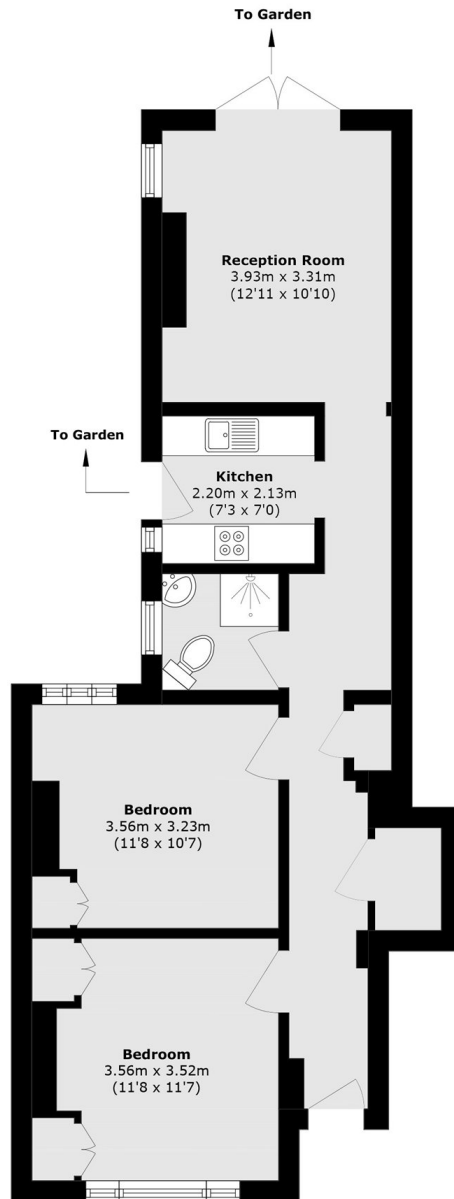 To Garden
Reception Room
3.93m x 3.31m
(12'11 x 10'10)
To Garden
Kitchen
2.20m x 2.13m
(7'3 x 7'0)
Bedroom
3.56m x 3.23m
(11'8 x 10'7)
Bedroom
3.56m x 3.52m
(11'8 x 11'7)